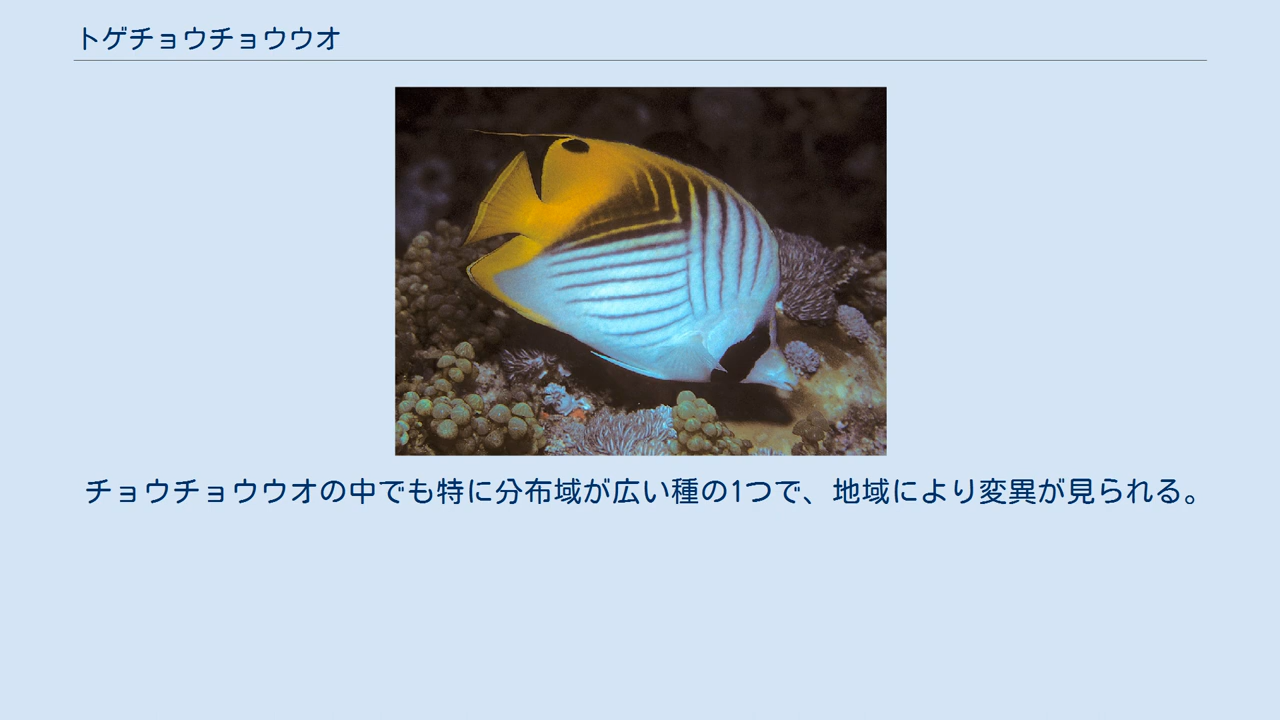 トゲチョウチョウウオ
チョウチョウウオの中でも特に分布域が広い種の1つで、地域により変異が見られる。